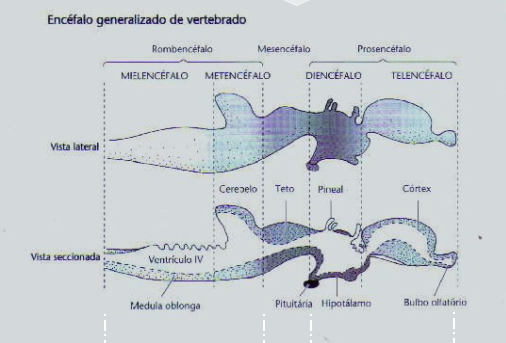 Encéfalo generalizado de vertebrado
Rombencéfalo Mesencéfalo Prosencéfalo
MIELENCÉFALO METENCÉFALO DIENCÉFALO TELENCÉFALO
Vista lateral
Cerebelo Teto Pineal Córtex
Vista seccionada
Ventrículo IV
Medula oblonga
Pituitária Hipotálamo Bulbo olfatório